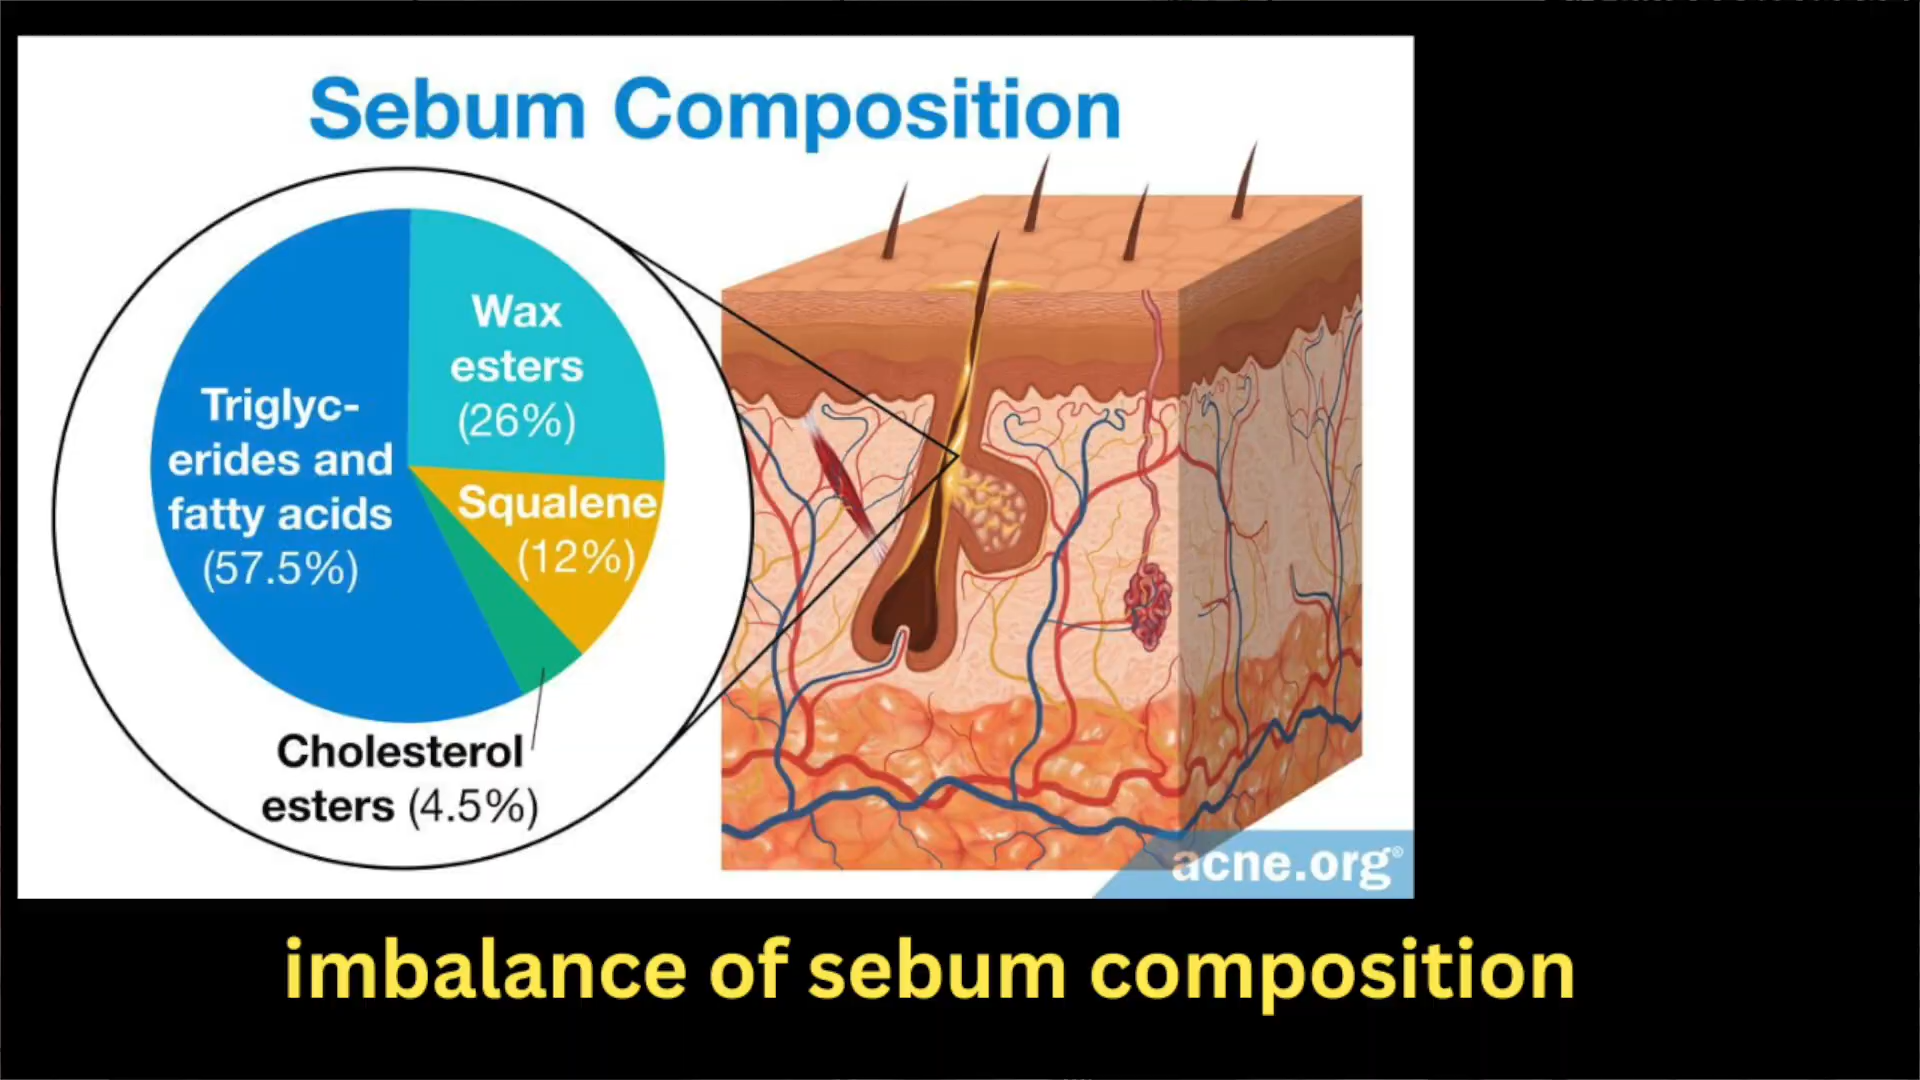 Sebum Composition
Wax
esters
(26%)
Triglyc-
erides and
fatty acids
(57.5%)
Squalene
(12%)
Cholesterol
esters (4.5%)
acne.org®
imbalance of sebum composition